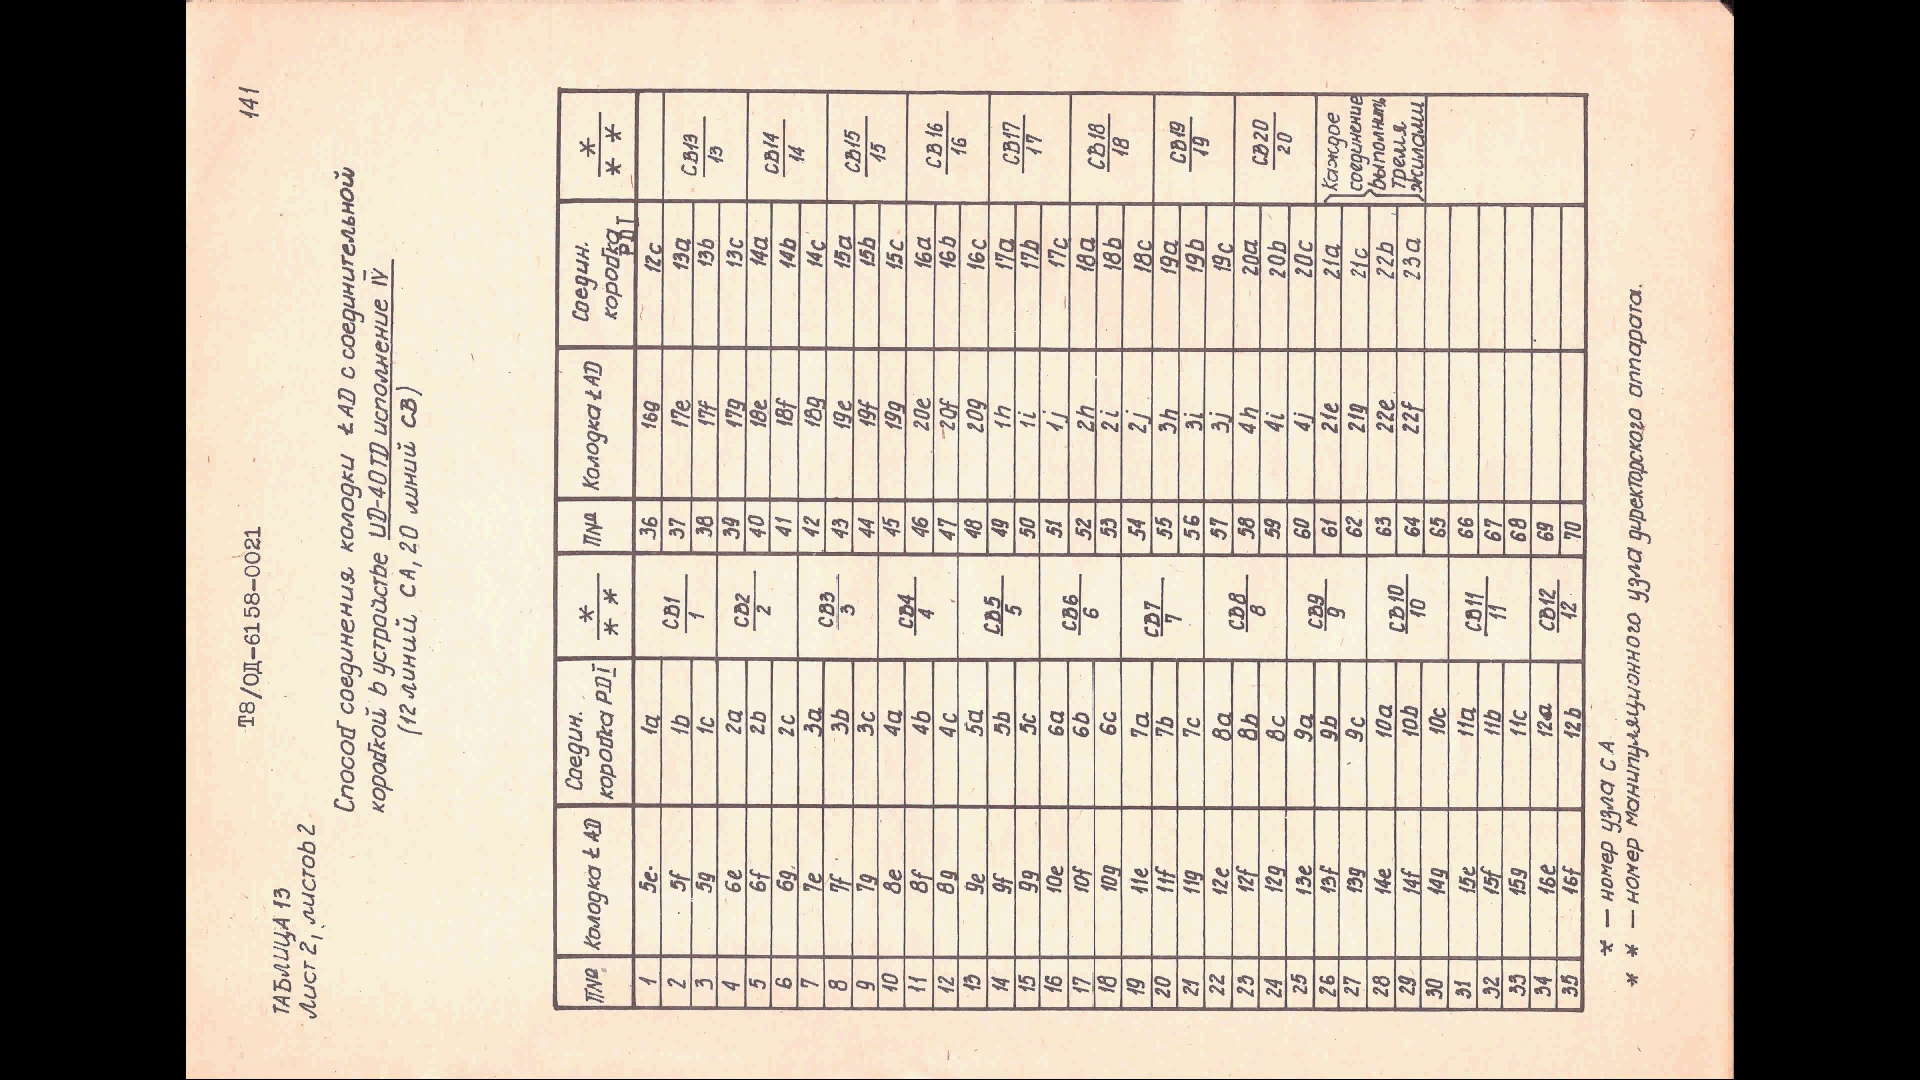 141
Т8/ОД-6158-0021
ТАБЛИЦА 13
Лист 2, листов 2
Способ соединения колодки ŁAD с соединительной
коробкой в устройстве UD-40TD исполнение IV
(12 линий СА, 20 линий СВ)
ПNº Колодка ŁAD Соедин. коробка PDI * / * * ПNº Колодка ŁAD Соедин. коробка PDI * / * *
1 5e 1a CB1/1 36 16g 12c
2 5f 1b 37 17e 13a CB13/13
3 5g 1c 38 17f 13b
4 6e 2a CB2/2 39 17g 13c
5 6f 2b 40 18e 14a CB14/14
6 6g 2c 41 18f 14b
7 7e 3a CB3/3 42 18g 14c
8 7f 3b 43 19e 15a CB15/15
9 7g 3c 44 19f 15b
10 8e 4a CB4/4 45 19g 15c
11 8f 4b 46 20e 16a CB16/16
12 8g 4c 47 20f 16b
13 9e 5a CB5/5 48 20g 16c
14 9f 5b 49 1h 17a CB17/17
15 9g 5c 50 1i 17b
16 10e 6a CB6/6 51 1j 17c
17 10f 6b 52 2h 18a CB18/18
18 10g 6c 53 2i 18b
19 11e 7a CB7/7 54 2j 18c
20 11f 7b 55 3h 19a CB19/19
21 11g 7c 56 3i 19b
22 12e 8a CB8/8 57 3j 19c
23 12f 8b 58 4h 20a CB20/20
24 12g 8c 59 4i 20b
25 13e 9a CB9/9 60 4j 20c
26 13f 9b 61 21e 21a Каждое
27 13g 9c 62 21g 21c соединение
28 14e 10a CB10/10 63 22e 22b выполнить
29 14f 10b 64 22f 23a тремя жилами
30 14g 10c 65
31 15e 11a CB11/11 66
32 15f 11b 67
33 15g 11c 68
34 16e 12a CB12/12 69
35 16f 12b 70
* — номер узла СА
* * — номер манипуляционного узла директорского аппарата.